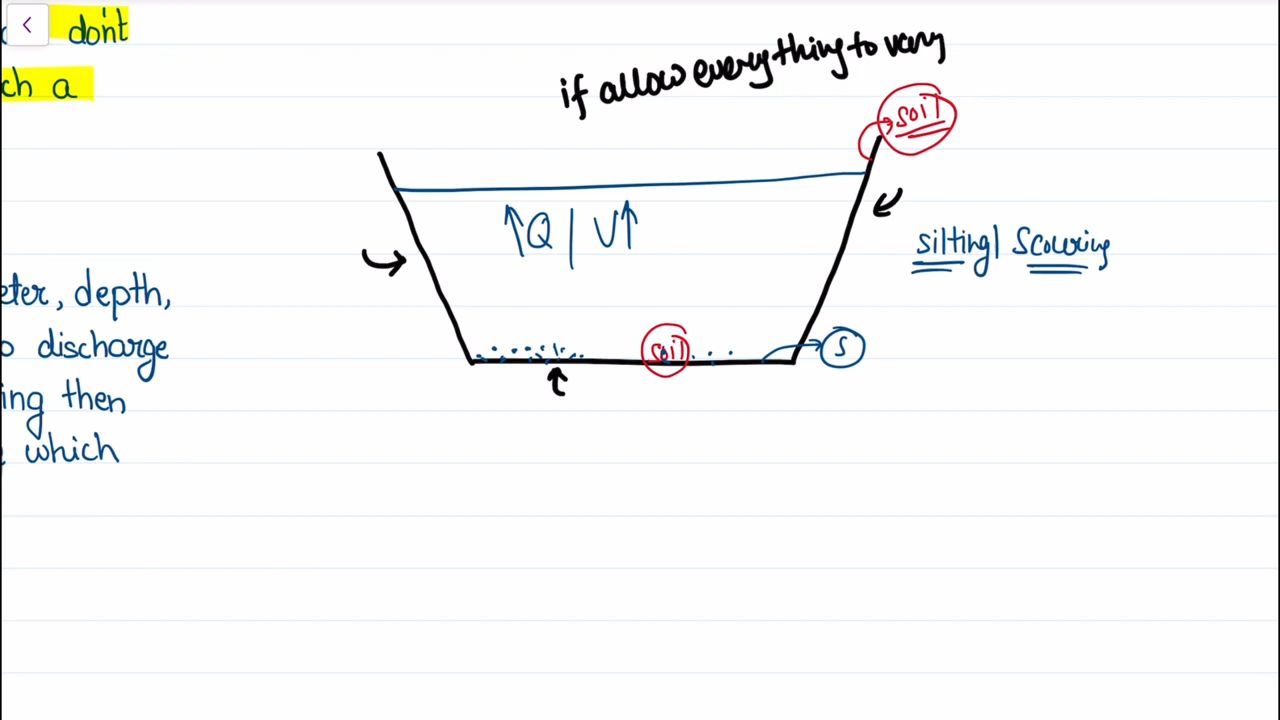 don't
ch a
if allow everything to vary
soil
↑Q | V↑
silting| Scouring
eter, depth,
o discharge
soil
S
ing then
which